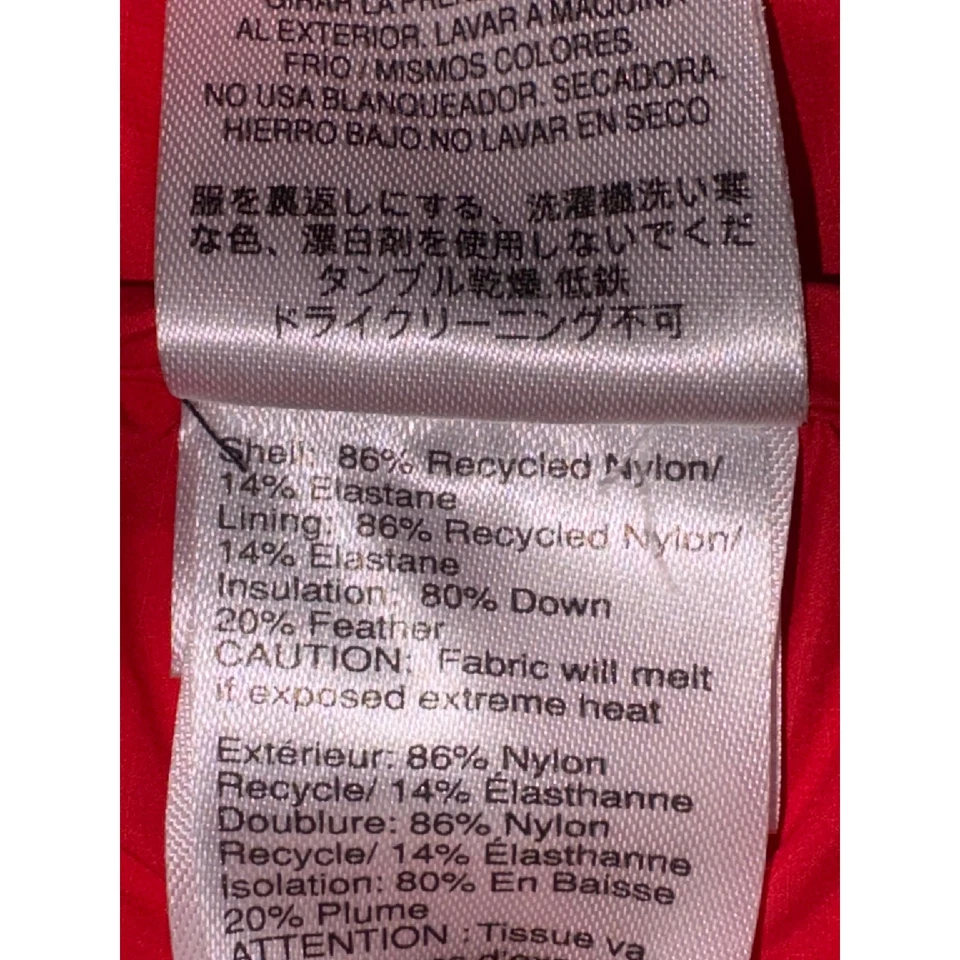 GIRAR LA
AL EXTERIOR. LAVAR A MAQUINA
FRÍO / MISMOS COLORES.
NO USA BLANQUEADOR. SECADORA.
HIERRO BAJO.NO LAVAR EN SECO
服を裏返しにする、洗濯機洗い寒
な色、漂白剤を使用しないでくだ
タンブル乾燥.低鉄
ドライクリーニング不可
Shell: 86% Recycled Nylon/
14% Elastane
Lining: 86% Recycled Nylon/
14% Elastane
Insulation: 80% Down
20% Feather
CAUTION: Fabric will melt
if exposed extreme heat
Extérieur: 86% Nylon
Recycle/ 14% Élasthanne
Doublure: 86% Nylon
Recycle/ 14% Élasthanne
Isolation: 80% En Baisse
20% Plume
ATTENTION : Tissue va